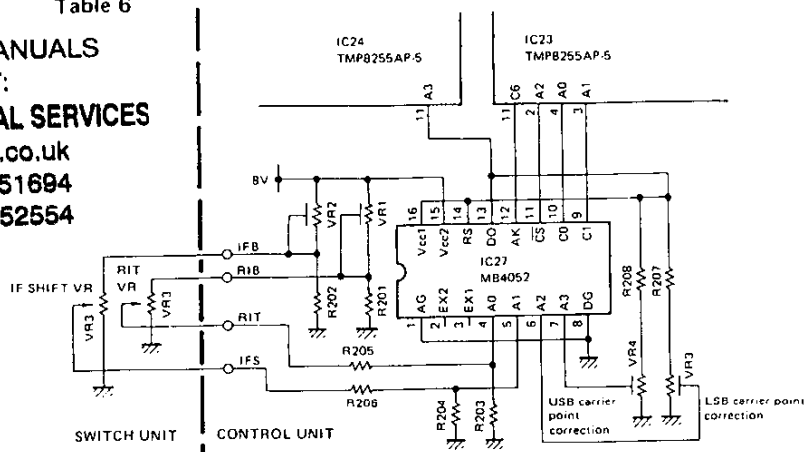 Table 6
ANUALS
T:
AL SERVICES
.co.uk
51694
52554
IC24
TMP8255AP-5
IC23
TMP8255AP-5
A3
C6
A2
A0
A1
11
11
2
4
3
8V
VR2
VR1
16
15
14
13
12
11
10
9
Vcc1
Vcc2
RS
DO
AK
CS
C0
C1
IC27
MB4052
AG
EX2
EX1
A0
A1
A2
A3
DG
1
2
3
4
5
6
7
8
IFB
RIB
RIT
IFS
IF SHIFT VR
VR3
RIT
VR
VR3
R202
R201
R205
R206
R204
R203
R208
R207
VR4
VR3
USB carrier
point
correction
LSB carrier point
correction
SWITCH UNIT
CONTROL UNIT